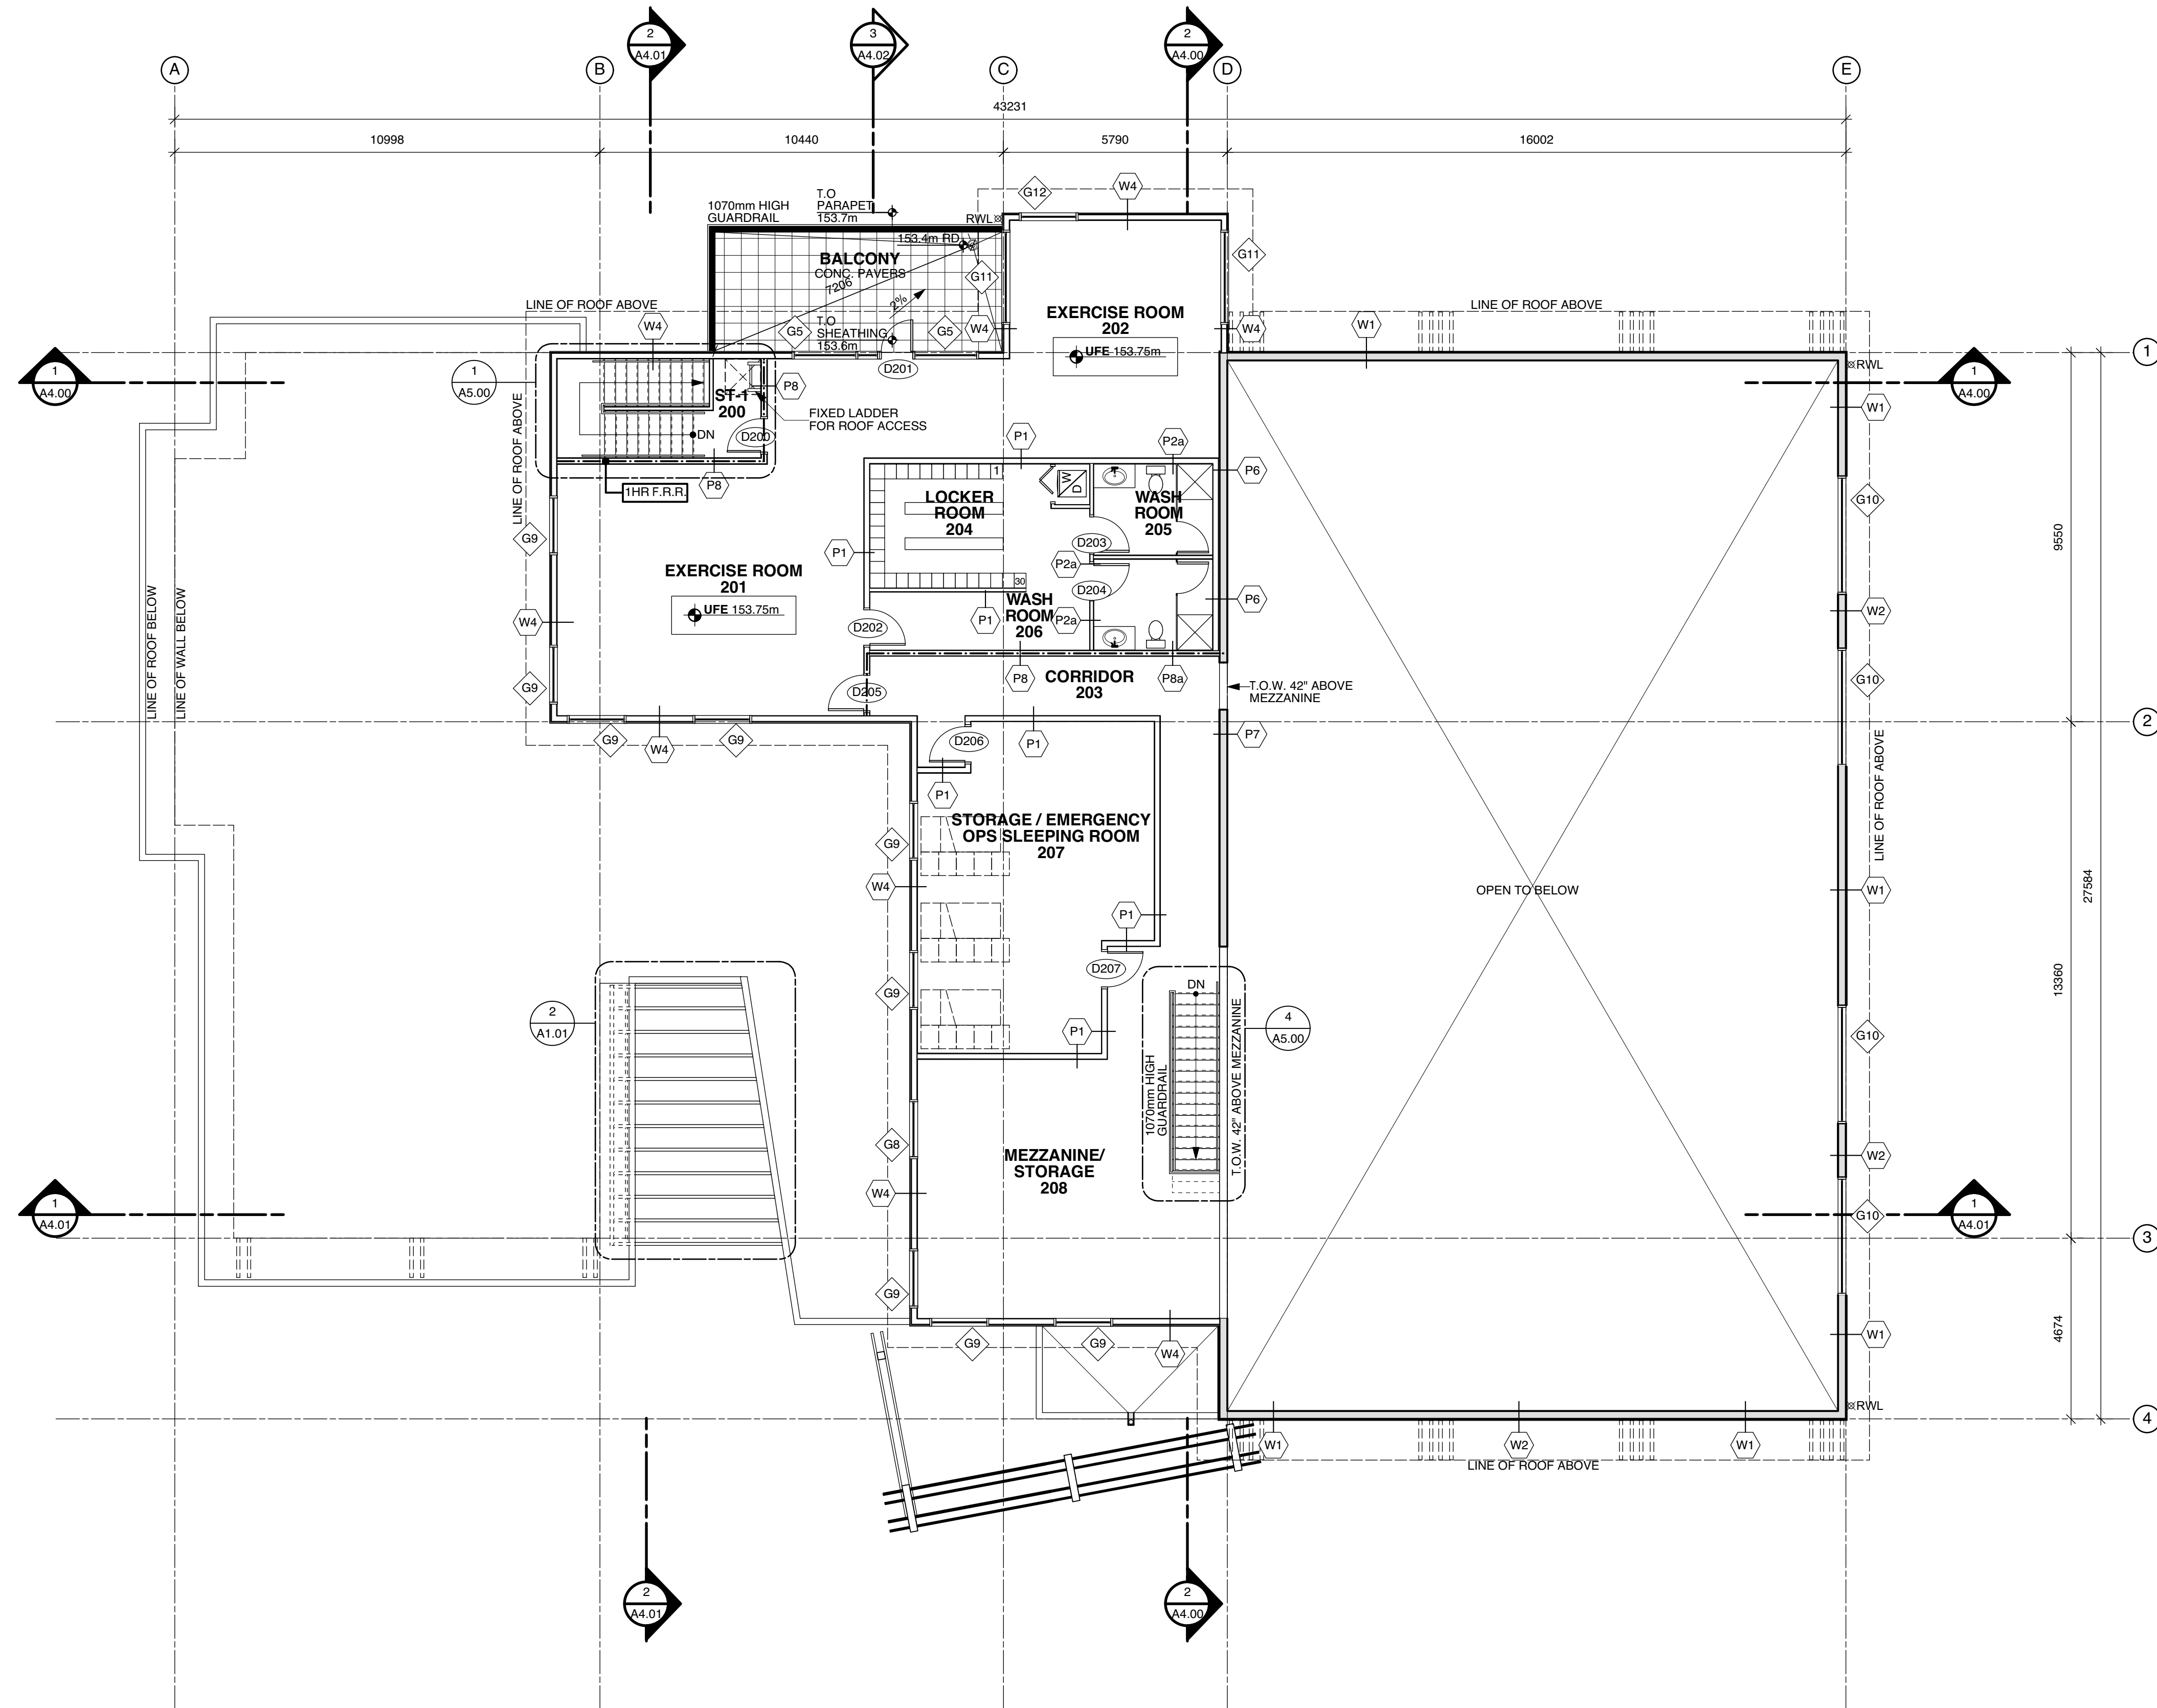 2
A4.01
3
A4.02
2
A4.00
A
B
C
D
E
43231
10998
10440
5790
16002
1070mm HIGH
GUARDRAIL
T.O
PARAPET
153.7m
RWL
G12
W4
153.4m RD
BALCONY
CONC. PAVERS
7206
2%
G11
G11
LINE OF ROOF ABOVE
W4
G5
T.O
SHEATHING
153.6m
G5
W4
EXERCISE ROOM
202
UFE 153.75m
W4
W1
LINE OF ROOF ABOVE
1
1
A4.00
1
A5.00
D201
RWL
1
A4.00
ST-1
200
P8
FIXED LADDER
FOR ROOF ACCESS
DN
D200
LINE OF ROOF ABOVE
W1
P1
P2a
P6
P8
1HR F.R.R.
1
W
D
LOCKER
ROOM
204
WASH
ROOM
205
G10
G9
P1
D203
P2a
9550
EXERCISE ROOM
201
UFE 153.75m
30
D204
P6
WASH
ROOM
206
P1
P2a
W2
W4
D202
LINE OF ROOF BELOW
LINE OF WALL BELOW
G9
D205
P8
CORRIDOR
203
P8a
T.O.W. 42" ABOVE
MEZZANINE
G10
2
G9
W4
G9
D206
P1
P7
P1
LINE OF ROOF ABOVE
STORAGE / EMERGENCY
OPS SLEEPING ROOM
207
G9
W4
P1
OPEN TO BELOW
W1
27584
D207
G9
DN
13360
2
A1.01
P1
4
A5.00
G10
1070mm HIGH
GUARDRAIL
T.O.W. 42" ABOVE MEZZANINE
G8
MEZZANINE/
STORAGE
208
W4
W2
1
A4.01
G10
1
A4.01
3
G9
W1
4674
G9
G9
W4
RWL
4
W1
W2
W1
LINE OF ROOF ABOVE
2
A4.01
2
A4.00